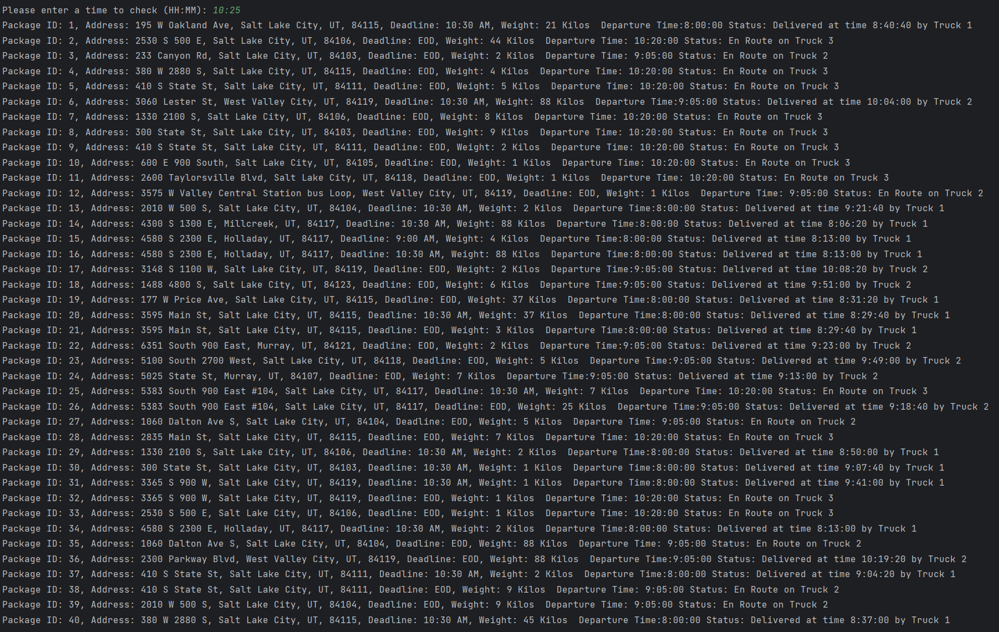 Please enter a time to check (HH:MM): 10:25
Package ID: 1, Address: 195 W Oakland Ave, Salt Lake City, UT, 84115, Deadline: 10:30 AM, Weight: 21 Kilos  Departure Time:8:00:00 Status: Delivered at time 8:40:40 by Truck 1
Package ID: 2, Address: 2530 S 500 E, Salt Lake City, UT, 84106, Deadline: EOD, Weight: 44 Kilos  Departure Time: 10:20:00 Status: En Route on Truck 3
Package ID: 3, Address: 233 Canyon Rd, Salt Lake City, UT, 84103, Deadline: EOD, Weight: 2 Kilos  Departure Time: 9:05:00 Status: En Route on Truck 2
Package ID: 4, Address: 380 W 2880 S, Salt Lake City, UT, 84115, Deadline: EOD, Weight: 4 Kilos  Departure Time: 10:20:00 Status: En Route on Truck 3
Package ID: 5, Address: 410 S State St, Salt Lake City, UT, 84111, Deadline: EOD, Weight: 5 Kilos  Departure Time: 10:20:00 Status: En Route on Truck 3
Package ID: 6, Address: 3060 Lester St, West Valley City, UT, 84119, Deadline: 10:30 AM, Weight: 88 Kilos  Departure Time:9:05:00 Status: Delivered at time 10:04:00 by Truck 2
Package ID: 7, Address: 1330 2100 S, Salt Lake City, UT, 84106, Deadline: EOD, Weight: 8 Kilos  Departure Time: 10:20:00 Status: En Route on Truck 3
Package ID: 8, Address: 300 State St, Salt Lake City, UT, 84103, Deadline: EOD, Weight: 9 Kilos  Departure Time: 10:20:00 Status: En Route on Truck 3
Package ID: 9, Address: 410 S State St, Salt Lake City, UT, 84111, Deadline: EOD, Weight: 2 Kilos  Departure Time: 10:20:00 Status: En Route on Truck 3
Package ID: 10, Address: 600 E 900 South, Salt Lake City, UT, 84105, Deadline: EOD, Weight: 1 Kilos  Departure Time: 10:20:00 Status: En Route on Truck 3
Package ID: 11, Address: 2600 Taylorsville Blvd, Salt Lake City, UT, 84118, Deadline: EOD, Weight: 1 Kilos  Departure Time: 10:20:00 Status: En Route on Truck 3
Package ID: 12, Address: 3575 W Valley Central Station bus Loop, West Valley City, UT, 84119, Deadline: EOD, Weight: 1 Kilos  Departure Time: 9:05:00 Status: En Route on Truck 2
Package ID: 13, Address: 2010 W 500 S, Salt Lake City, UT, 84104, Deadline: 10:30 AM, Weight: 2 Kilos  Departure Time:8:00:00 Status: Delivered at time 9:21:40 by Truck 1
Package ID: 14, Address: 4300 S 1300 E, Millcreek, UT, 84117, Deadline: 10:30 AM, Weight: 88 Kilos  Departure Time:8:00:00 Status: Delivered at time 8:06:20 by Truck 1
Package ID: 15, Address: 4580 S 2300 E, Holladay, UT, 84117, Deadline: 9:00 AM, Weight: 4 Kilos  Departure Time:8:00:00 Status: Delivered at time 8:13:00 by Truck 1
Package ID: 16, Address: 4580 S 2300 E, Holladay, UT, 84117, Deadline: 10:30 AM, Weight: 88 Kilos  Departure Time:8:00:00 Status: Delivered at time 8:13:00 by Truck 1
Package ID: 17, Address: 3148 S 1100 W, Salt Lake City, UT, 84119, Deadline: EOD, Weight: 2 Kilos  Departure Time:9:05:00 Status: Delivered at time 10:08:20 by Truck 2
Package ID: 18, Address: 1488 4800 S, Salt Lake City, UT, 84123, Deadline: EOD, Weight: 6 Kilos  Departure Time:9:05:00 Status: Delivered at time 9:51:00 by Truck 2
Package ID: 19, Address: 177 W Price Ave, Salt Lake City, UT, 84115, Deadline: EOD, Weight: 37 Kilos  Departure Time:8:00:00 Status: Delivered at time 8:31:20 by Truck 1
Package ID: 20, Address: 3595 Main St, Salt Lake City, UT, 84115, Deadline: 10:30 AM, Weight: 37 Kilos  Departure Time:8:00:00 Status: Delivered at time 8:29:40 by Truck 1
Package ID: 21, Address: 3595 Main St, Salt Lake City, UT, 84115, Deadline: EOD, Weight: 3 Kilos  Departure Time:8:00:00 Status: Delivered at time 8:29:40 by Truck 1
Package ID: 22, Address: 6351 South 900 East, Murray, UT, 84121, Deadline: EOD, Weight: 2 Kilos  Departure Time:9:05:00 Status: Delivered at time 9:23:00 by Truck 2
Package ID: 23, Address: 5100 South 2700 West, Salt Lake City, UT, 84118, Deadline: EOD, Weight: 5 Kilos  Departure Time:9:05:00 Status: Delivered at time 9:49:00 by Truck 2
Package ID: 24, Address: 5025 State St, Murray, UT, 84107, Deadline: EOD, Weight: 7 Kilos  Departure Time:9:05:00 Status: Delivered at time 9:13:00 by Truck 2
Package ID: 25, Address: 5383 South 900 East #104, Salt Lake City, UT, 84117, Deadline: 10:30 AM, Weight: 7 Kilos  Departure Time: 10:20:00 Status: En Route on Truck 3
Package ID: 26, Address: 5383 South 900 East #104, Salt Lake City, UT, 84117, Deadline: EOD, Weight: 25 Kilos  Departure Time:9:05:00 Status: Delivered at time 9:18:40 by Truck 2
Package ID: 27, Address: 1060 Dalton Ave S, Salt Lake City, UT, 84104, Deadline: EOD, Weight: 5 Kilos  Departure Time: 9:05:00 Status: En Route on Truck 2
Package ID: 28, Address: 2835 Main St, Salt Lake City, UT, 84115, Deadline: EOD, Weight: 7 Kilos  Departure Time: 10:20:00 Status: En Route on Truck 3
Package ID: 29, Address: 1330 2100 S, Salt Lake City, UT, 84106, Deadline: 10:30 AM, Weight: 2 Kilos  Departure Time:8:00:00 Status: Delivered at time 8:50:00 by Truck 1
Package ID: 30, Address: 300 State St, Salt Lake City, UT, 84103, Deadline: 10:30 AM, Weight: 1 Kilos  Departure Time:8:00:00 Status: Delivered at time 9:07:40 by Truck 1
Package ID: 31, Address: 3365 S 900 W, Salt Lake City, UT, 84119, Deadline: 10:30 AM, Weight: 1 Kilos  Departure Time:8:00:00 Status: Delivered at time 9:41:00 by Truck 1
Package ID: 32, Address: 3365 S 900 W, Salt Lake City, UT, 84119, Deadline: EOD, Weight: 1 Kilos  Departure Time: 10:20:00 Status: En Route on Truck 3
Package ID: 33, Address: 2530 S 500 E, Salt Lake City, UT, 84106, Deadline: EOD, Weight: 1 Kilos  Departure Time: 10:20:00 Status: En Route on Truck 3
Package ID: 34, Address: 4580 S 2300 E, Holladay, UT, 84117, Deadline: 10:30 AM, Weight: 2 Kilos  Departure Time:8:00:00 Status: Delivered at time 8:13:00 by Truck 1
Package ID: 35, Address: 1060 Dalton Ave S, Salt Lake City, UT, 84104, Deadline: EOD, Weight: 88 Kilos  Departure Time: 9:05:00 Status: En Route on Truck 2
Package ID: 36, Address: 2300 Parkway Blvd, West Valley City, UT, 84119, Deadline: EOD, Weight: 88 Kilos  Departure Time:9:05:00 Status: Delivered at time 10:19:20 by Truck 2
Package ID: 37, Address: 410 S State St, Salt Lake City, UT, 84111, Deadline: 10:30 AM, Weight: 2 Kilos  Departure Time:8:00:00 Status: Delivered at time 9:04:20 by Truck 1
Package ID: 38, Address: 410 S State St, Salt Lake City, UT, 84111, Deadline: EOD, Weight: 9 Kilos  Departure Time: 9:05:00 Status: En Route on Truck 2
Package ID: 39, Address: 2010 W 500 S, Salt Lake City, UT, 84104, Deadline: EOD, Weight: 9 Kilos  Departure Time: 9:05:00 Status: En Route on Truck 2
Package ID: 40, Address: 380 W 2880 S, Salt Lake City, UT, 84115, Deadline: 10:30 AM, Weight: 45 Kilos  Departure Time:8:00:00 Status: Delivered at time 8:37:00 by Truck 1